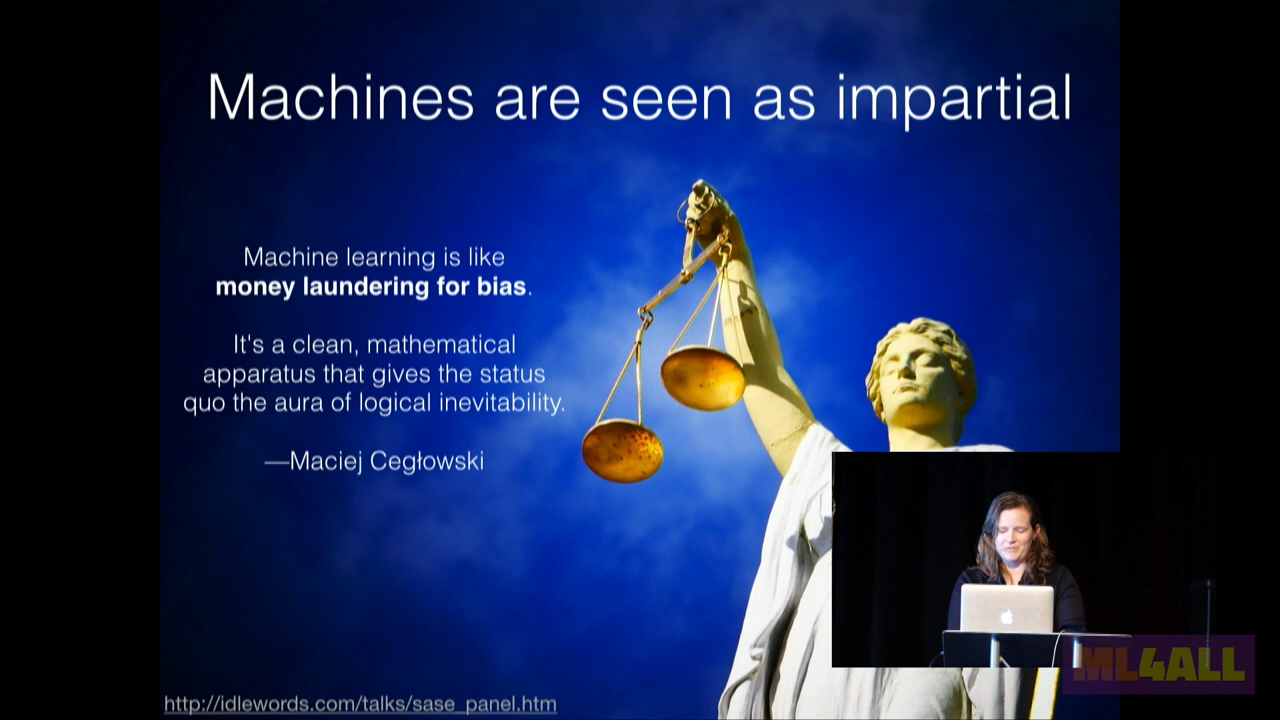 Machines are seen as impartial
Machine learning is like
money laundering for bias.
It's a clean, mathematical
apparatus that gives the status
quo the aura of logical inevitability.
—Maciej Cegłowski
http://idlewords.com/talks/sase_panel.htm
ML4ALL